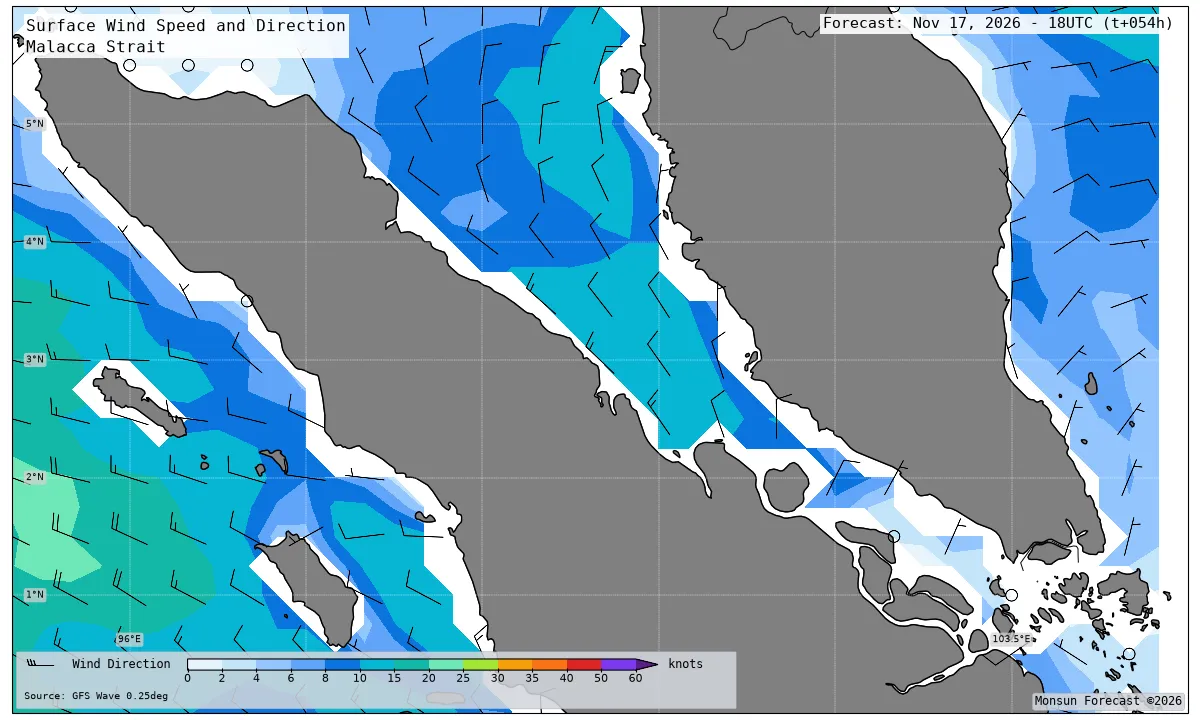 Surface Wind Speed and Direction
Malacca Strait
Forecast: Nov 17, 2026 - 18UTC (t+054h)
5°N
4°N
3°N
2°N
1°N
96°E
103.5°E
Wind Direction
0 2 4 6 8 10 12 15 20 25 30 35 40 50 60
knots
Source: GFS Wave 0.25deg
Monsun Forecast ©2026